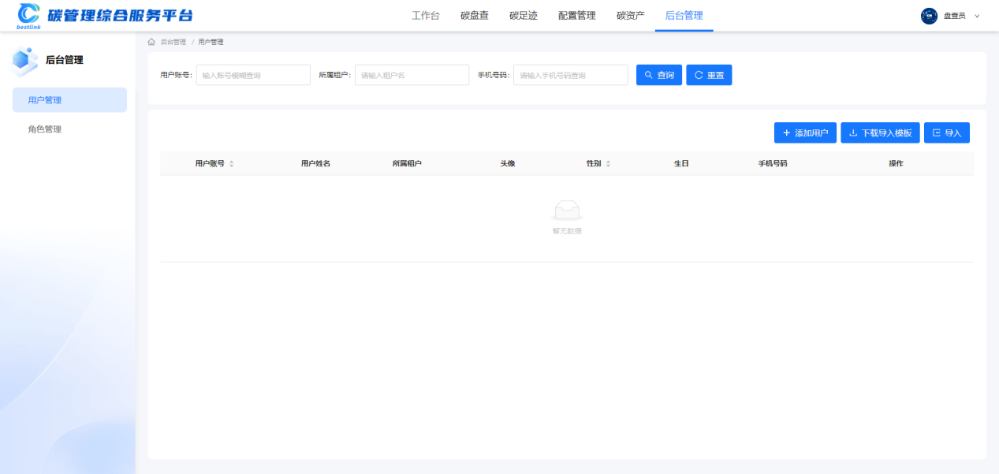 碳管理综合服务平台
bestlink
工作台 碳盘查 碳足迹 配置管理 碳资产 后台管理
盘查员
后台管理 / 用户管理
后台管理
用户管理
角色管理
用户账号: 输入账号模糊查询 所属租户: 请输入租户名 手机号码: 请输入手机号码查询 查询 重置
添加用户 下载导入模板 导入
用户账号 用户姓名 所属租户 头像 性别 生日 手机号码 操作
暂无数据